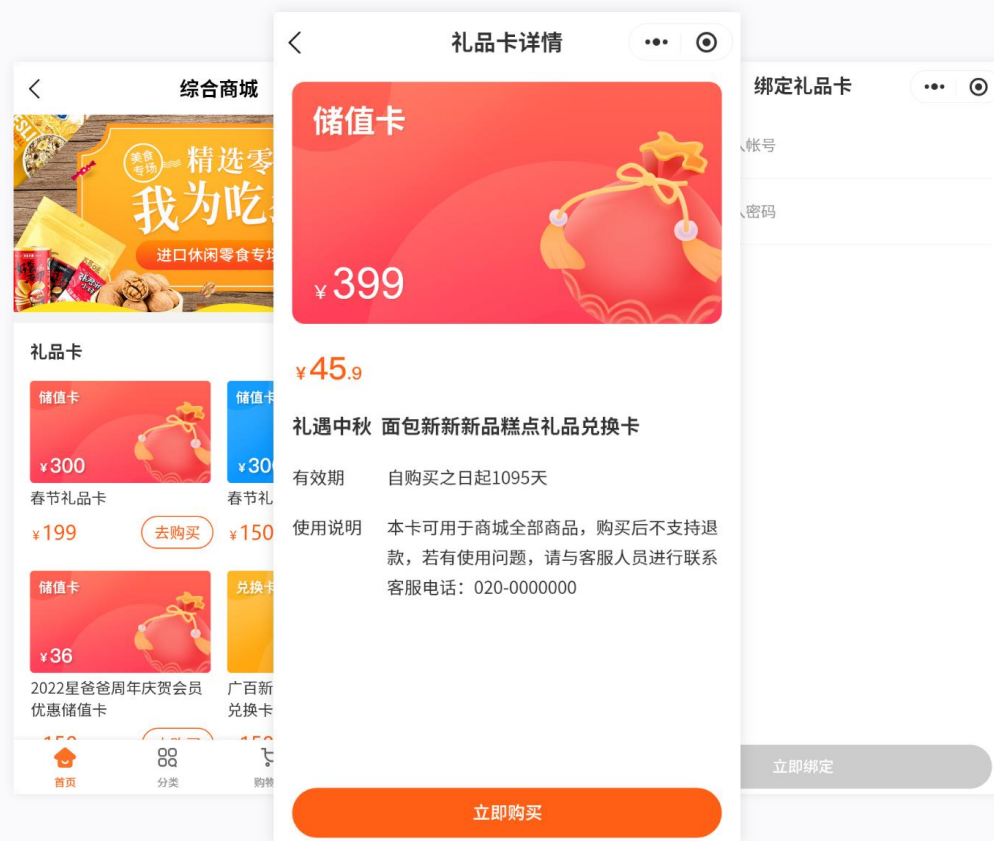 综合商城
美食
专场
精选零
我为吃
进口休闲零食专场
礼品卡
储值卡
¥300
春节礼品卡
¥199
去购买
储值卡
¥300
春节礼
¥150
储值卡
¥36
2022星爸爸周年庆贺会员
优惠储值卡
兑换卡
广百新
兑换卡
首页
分类
购物
礼品卡详情
储值卡
¥399
¥45.9
礼遇中秋 面包新新新品糕点礼品兑换卡
有效期 自购买之日起1095天
使用说明 本卡可用于商城全部商品，购买后不支持退
款，若有使用问题，请与客服人员进行联系
客服电话：020-0000000
立即购买
绑定礼品卡
帐号
密码
立即绑定